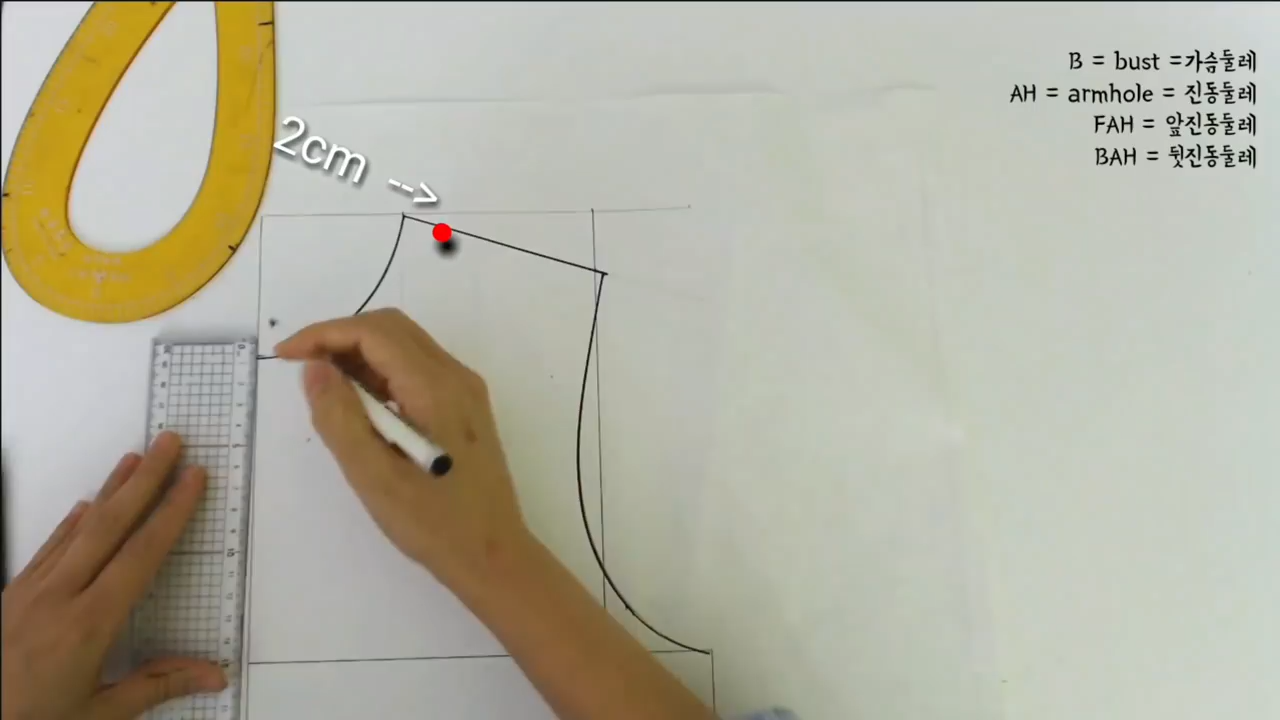 B = bust =가슴둘레
AH = armhole = 진동둘레
FAH = 앞진동둘레
BAH = 뒷진동둘레
2cm -->